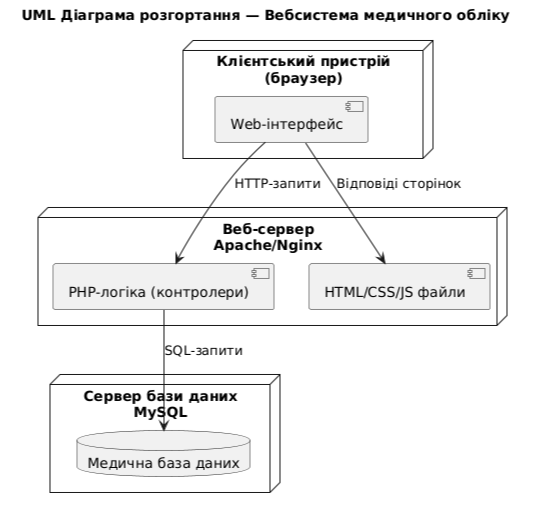 UML Діаграма розгортання — Вебсистема медичного обліку
Клієнтський пристрій
(браузер)
Web-інтерфейс
HTTP-запити
Відповіді сторінок
Веб-сервер
Apache/Nginx
PHP-логіка (контролери)
HTML/CSS/JS файли
SQL-запити
Сервер бази даних
MySQL
Медична база даних